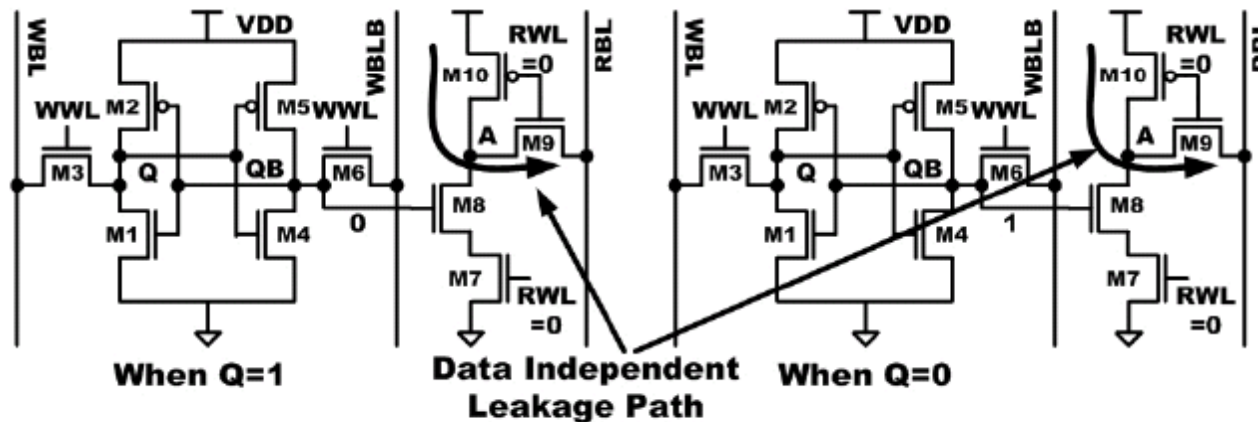 WBL
VDD
WBLB
RWL
=0
RBL
M10
M2
M5
WWL
WWL
M9
A
M3
Q
QB
M6
M8
M1
M4
0
M7
RWL
=0
When Q=1
WBL
VDD
WBLB
RWL
=0
M10
M2
M5
WWL
WWL
M9
A
M3
Q
QB
M6
M8
M1
M4
1
M7
RWL
=0
When Q=0
Data Independent
Leakage Path